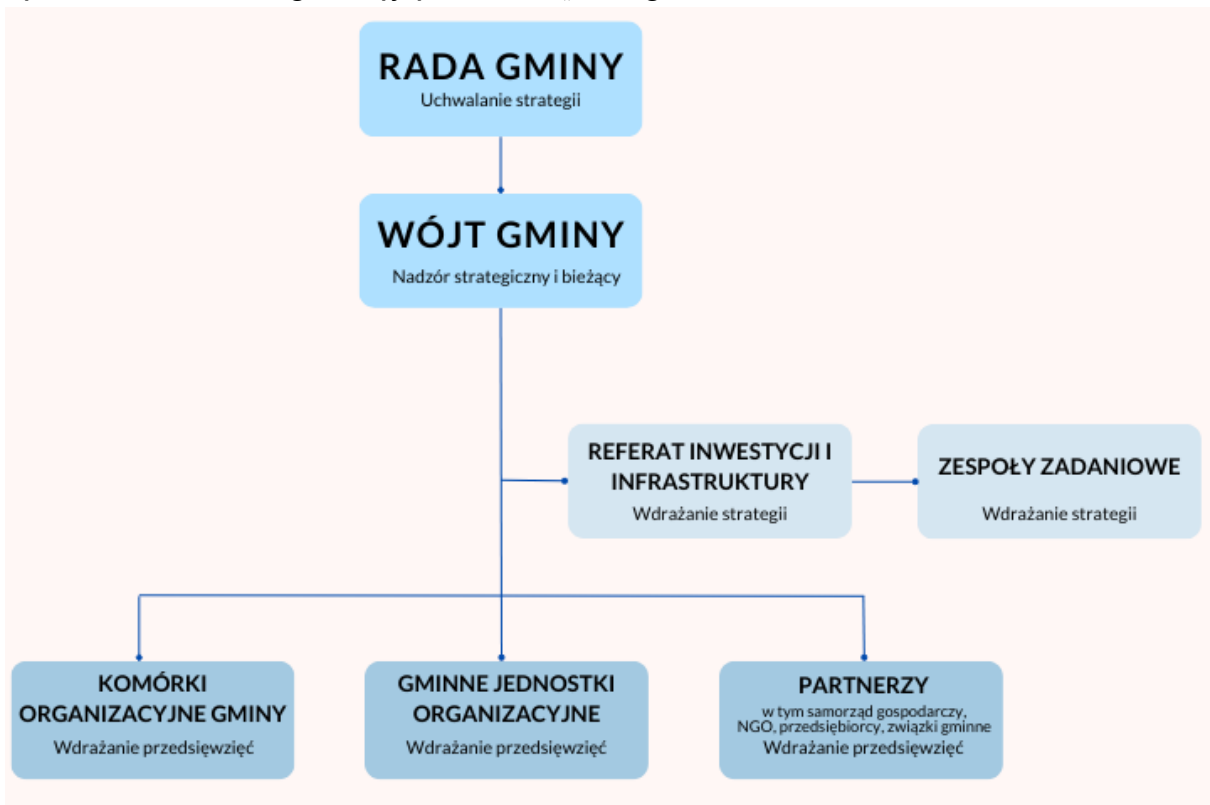 RADA GMINY
Uchwalanie strategii
WÓJT GMINY
Nadzór strategiczny i bieżący
REFERAT INWESTYCJI I
INFRASTRUKTURY
Wdrażanie strategii
ZESPOŁY ZADANIOWE
Wdrażanie strategii
KOMÓRKI
ORGANIZACYJNE GMINY
Wdrażanie przedsięwzięć
GMINNE JEDNOSTKI
ORGANIZACYJNE
Wdrażanie przedsięwzięć
PARTNERZY
w tym samorząd gospodarczy,
NGO, przedsiębiorcy, związki gminne
Wdrażanie przedsięwzięć